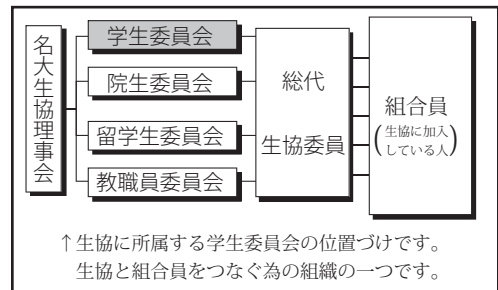 名大生協理事会
学生委員会
院生委員会
留学生委員会
教職員委員会
総代
生協委員
組合員
(生協に加入
している人)
↑生協に所属する学生委員会の位置づけです。
生協と組合員をつなぐ為の組織の一つです。